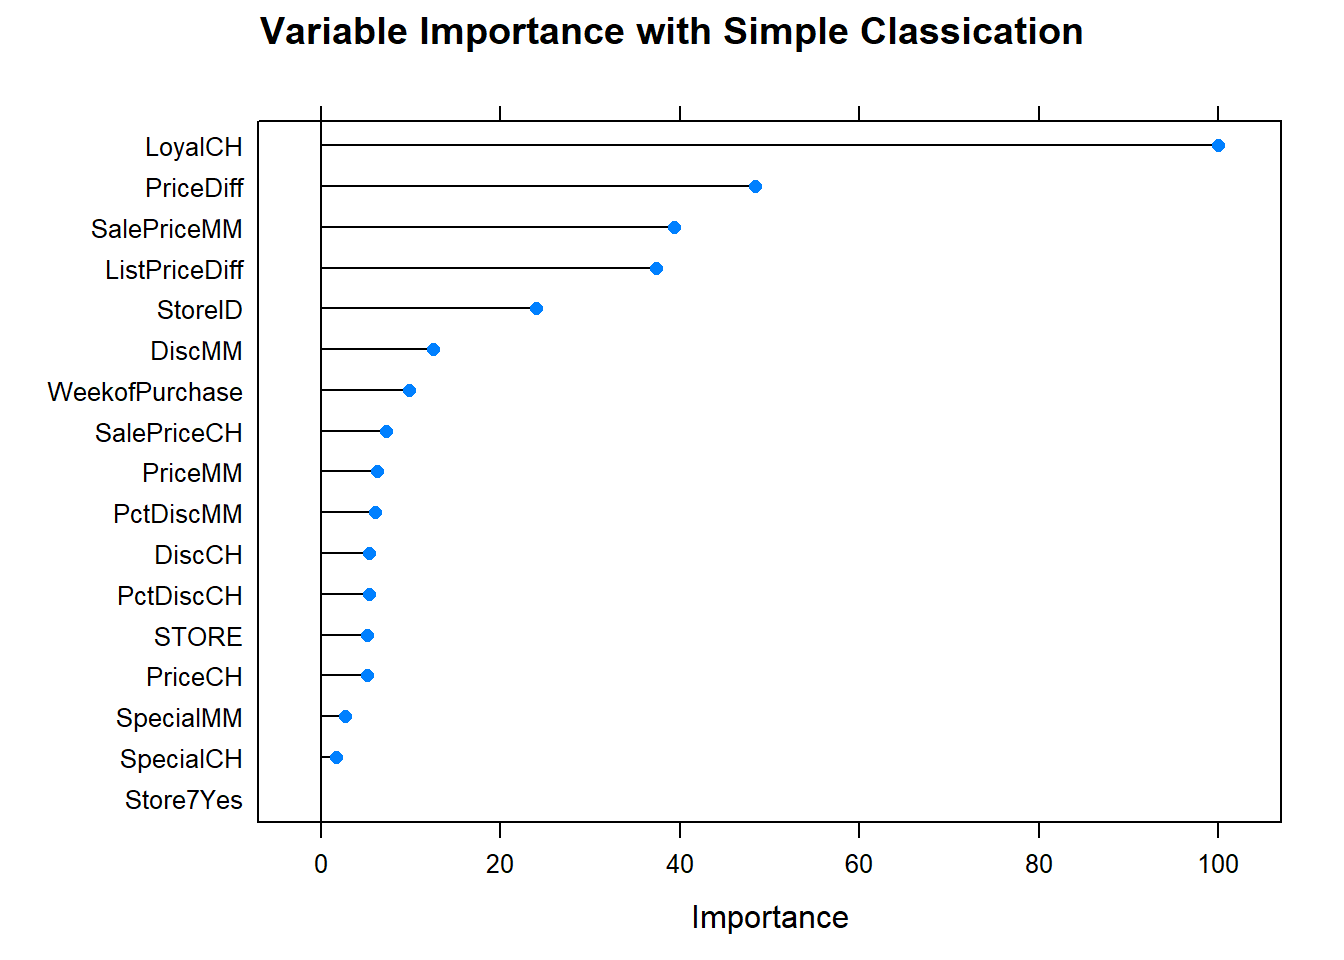 Variable Importance with Simple Classication
LoyalCH
PriceDiff
SalePriceMM
ListPriceDiff
StoreID
DiscMM
WeekofPurchase
SalePriceCH
PriceMM
PctDiscMM
DiscCH
PctDiscCH
STORE
PriceCH
SpecialMM
SpecialCH
Store7Yes
0 20 40 60 80 100
Importance